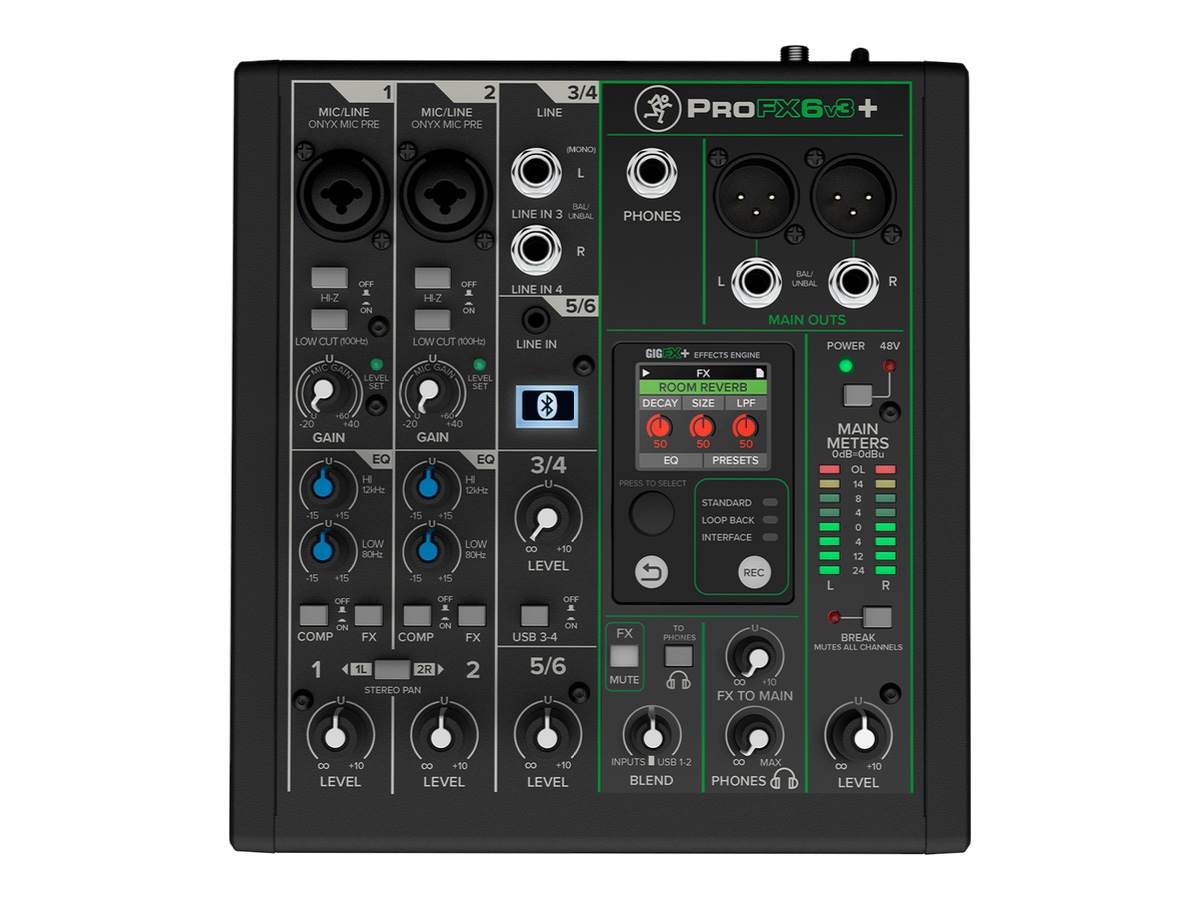 1
MIC/LINE
ONYX MIC PRE
HI-Z
OFF
ON
LOW CUT (100Hz)
U
MIC GAIN
-20
+60
+40
LEVEL
SET
GAIN
EQ
U
HI
12kHz
-15 +15
U
LOW
80Hz
-15 +15
OFF
ON
COMP
FX
1
1L 2R
STEREO PAN
U
∞ +10
LEVEL
2
MIC/LINE
ONYX MIC PRE
HI-Z
OFF
ON
LOW CUT (100Hz)
U
MIC GAIN
-20
+60
+40
LEVEL
SET
GAIN
EQ
U
HI
12kHz
-15 +15
U
LOW
80Hz
-15 +15
OFF
ON
COMP
FX
2
U
∞ +10
LEVEL
3/4
LINE
(MONO)
L
LINE IN 3
BAL/
UNBAL
R
LINE IN 4
5/6
LINE IN
3/4
U
∞ +10
LEVEL
OFF
ON
USB 3-4
5/6
U
∞ +10
LEVEL
PROFX6v3+
PHONES
L
BAL/
UNBAL
R
MAIN OUTS
GIGFX+ EFFECTS ENGINE
FX
ROOM REVERB
DECAY SIZE LPF
50 50 50
EQ PRESETS
PRESS TO SELECT
STANDARD
LOOP BACK
INTERFACE
REC
POWER 48V
MAIN
METERS
0dB=0dBu
OL
14
8
4
0
4
12
24
L R
BREAK
MUTES ALL CHANNELS
FX
MUTE
TO
PHONES
U
∞ +10
FX TO MAIN
INPUTS USB 1-2
BLEND
∞ MAX
PHONES
U
∞ +10
LEVEL